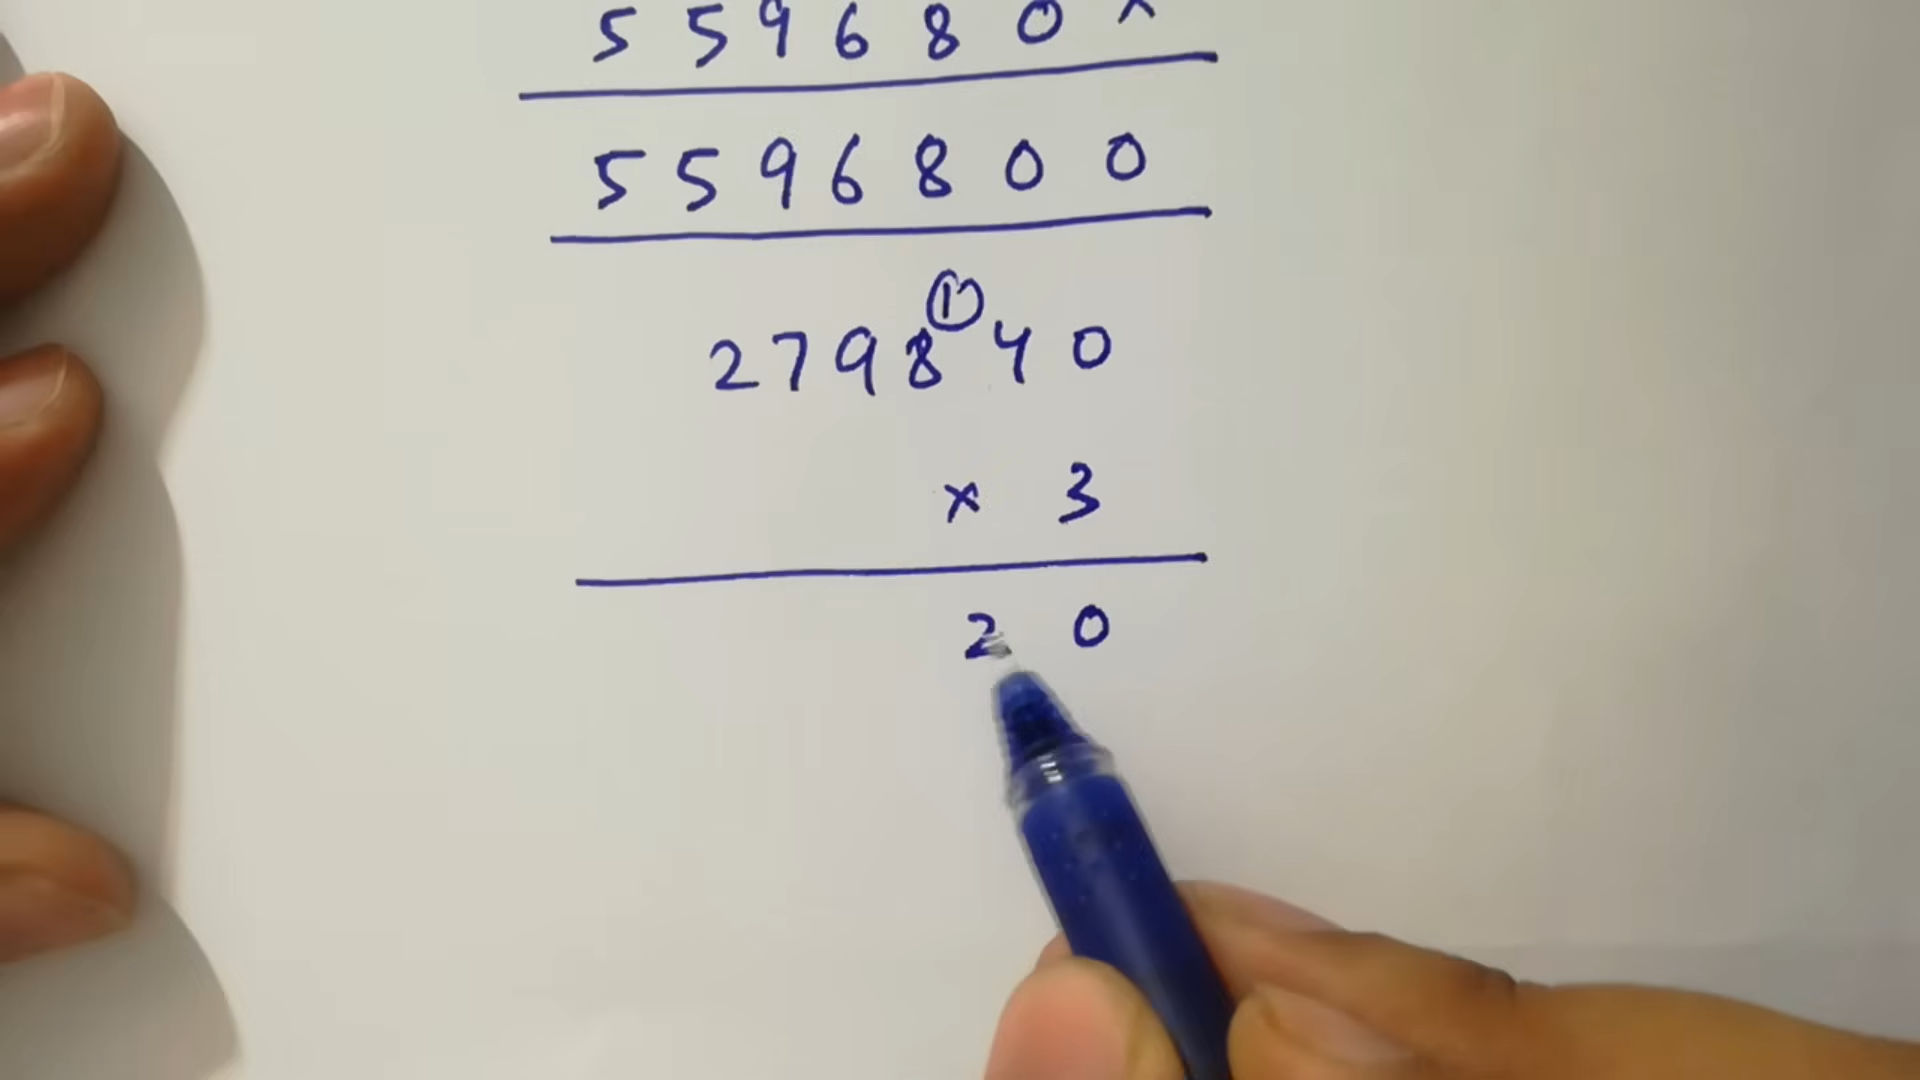 5 5 9 6 8 0 ×
5 5 9 6 8 0 0
①
2 7 9 8 4 0
× 3
2 0